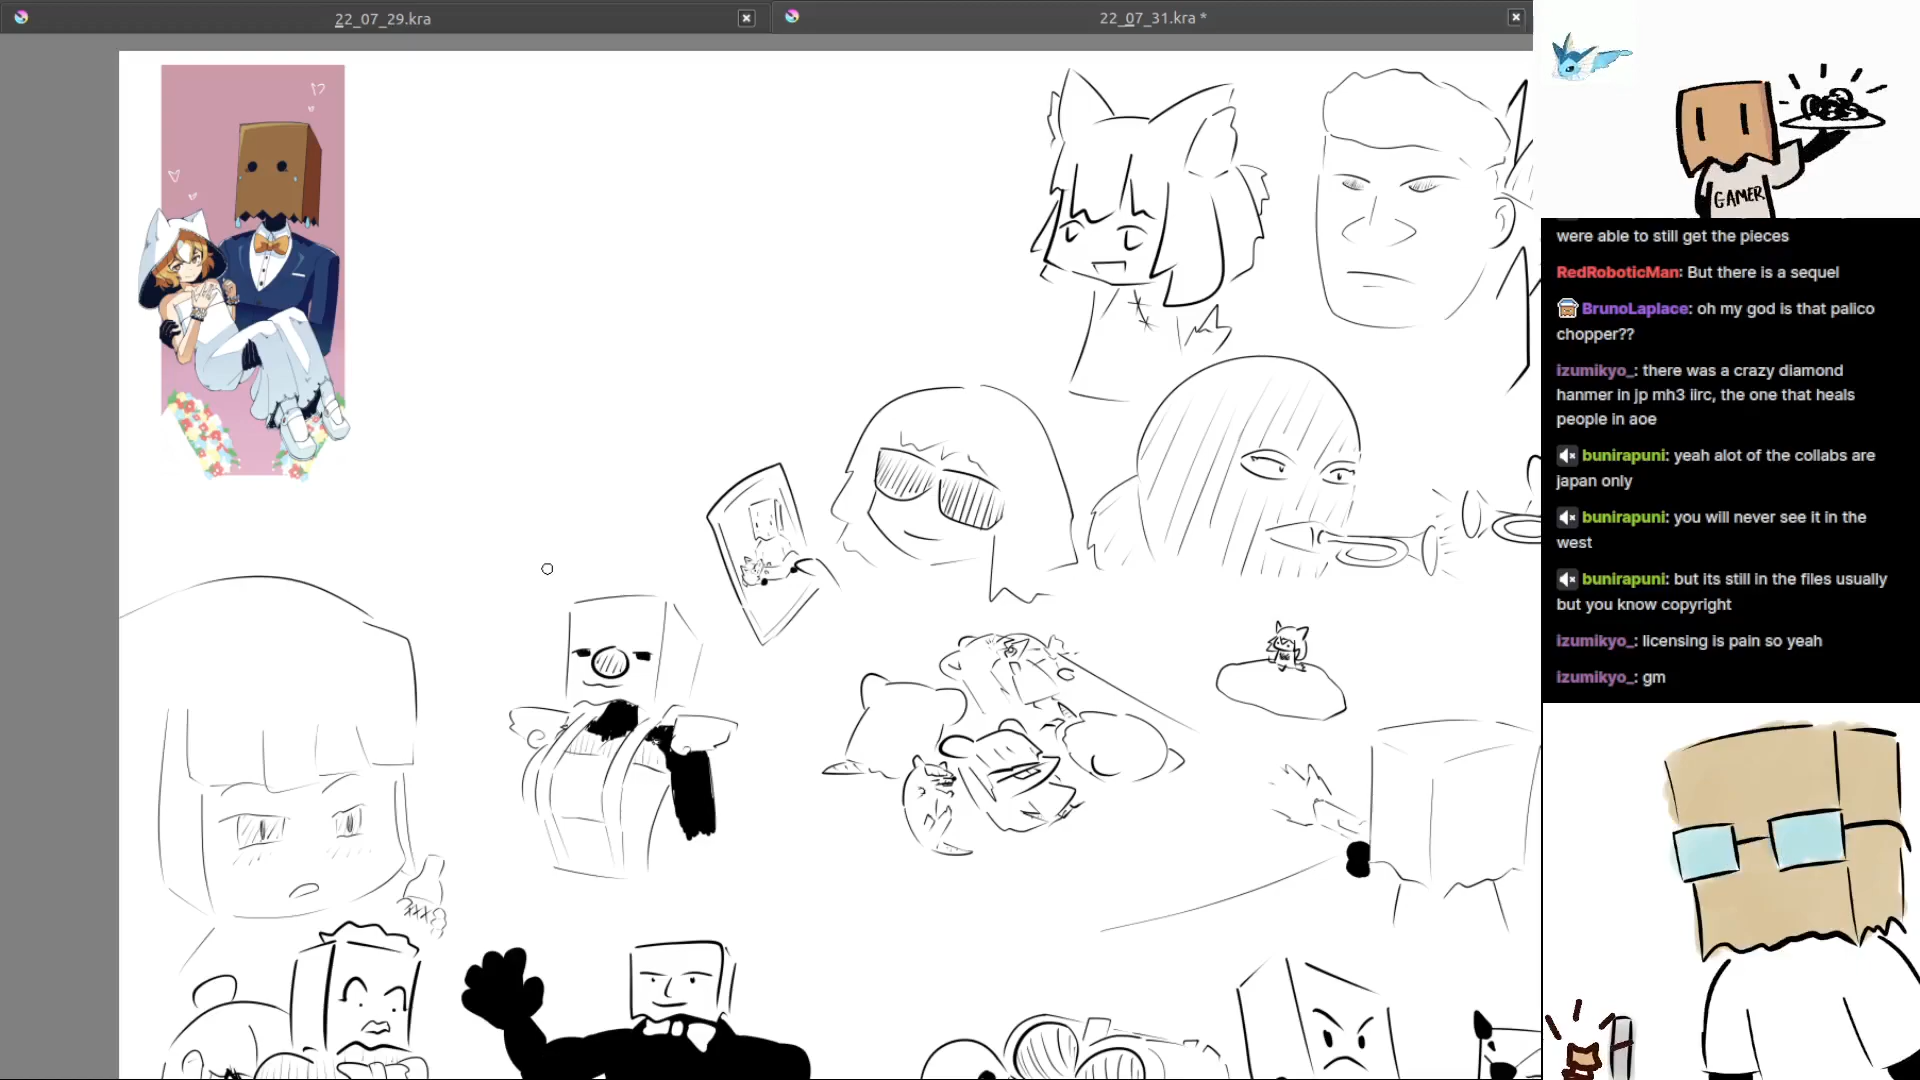 22_07_29.kra
22_07_31.kra *
GAMER
were able to still get the pieces
RedRoboticMan: But there is a sequel
BrunoLaplace: oh my god is that palico
chopper??
izumikyo_: there was a crazy diamond
hanmer in jp mh3 iirc, the one that heals
people in aoe
bunirapuni: yeah alot of the collabs are
japan only
bunirapuni: you will never see it in the
west
bunirapuni: but its still in the files usually
but you know copyright
izumikyo_: licensing is pain so yeah
izumikyo_: gm